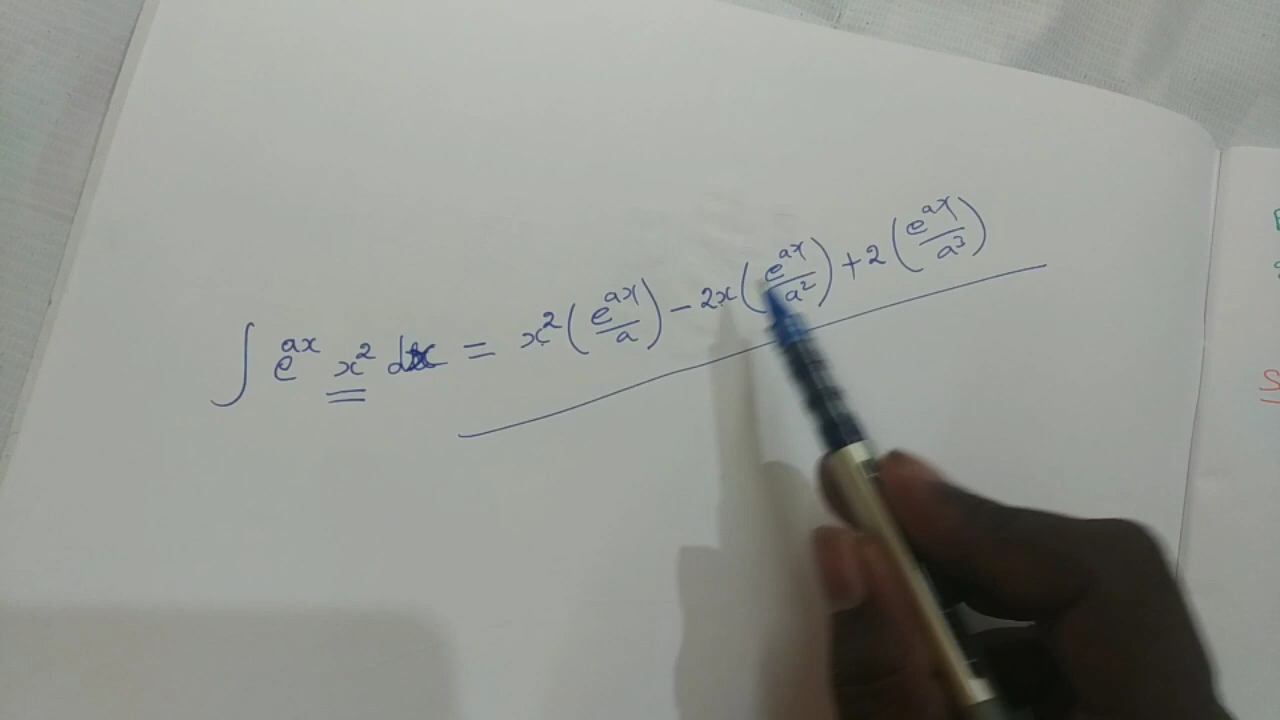 ∫ e^{ax} x² dx = x² (e^{ax}/a) − 2x (e^{ax}/a²) + 2 (e^{ax}/a³)